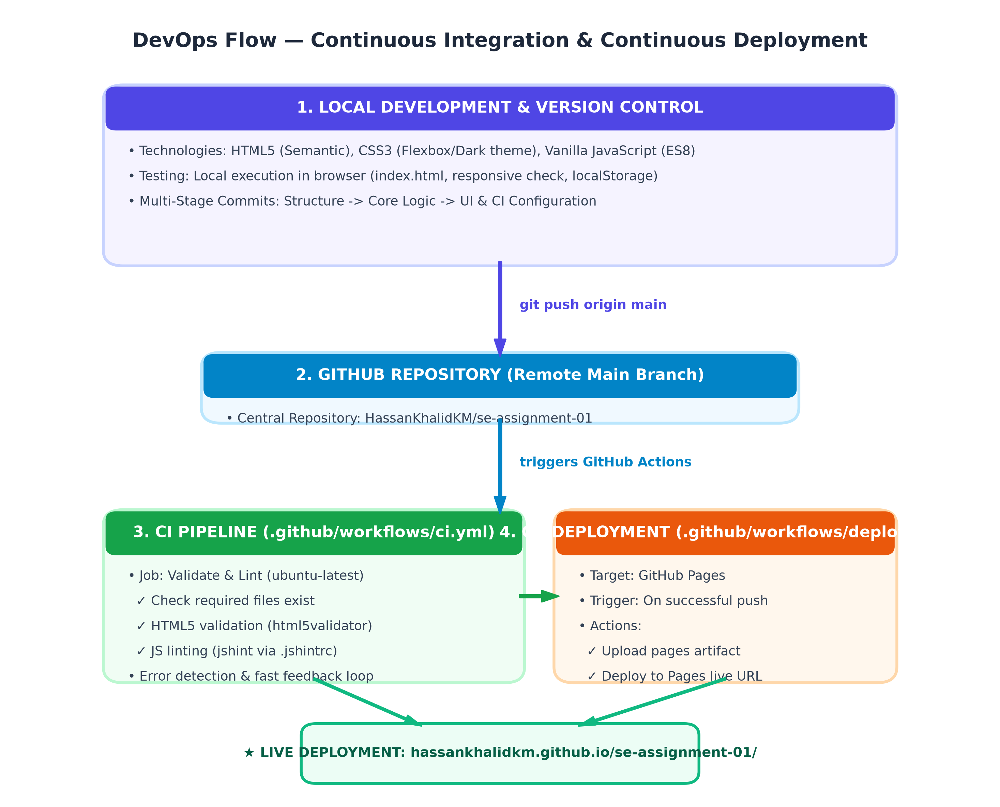 DevOps Flow — Continuous Integration & Continuous Deployment
1. LOCAL DEVELOPMENT & VERSION CONTROL
• Technologies: HTML5 (Semantic), CSS3 (Flexbox/Dark theme), Vanilla JavaScript (ES8)
• Testing: Local execution in browser (index.html, responsive check, localStorage)
• Multi-Stage Commits: Structure -> Core Logic -> UI & CI Configuration
git push origin main
2. GITHUB REPOSITORY (Remote Main Branch)
• Central Repository: HassanKhalidKM/se-assignment-01
triggers GitHub Actions
3. CI PIPELINE (.github/workflows/ci.yml)
• Job: Validate & Lint (ubuntu-latest)
✓ Check required files exist
✓ HTML5 validation (html5validator)
✓ JS linting (jshint via .jshintrc)
• Error detection & fast feedback loop
4. DEPLOYMENT (.github/workflows/deplo
• Target: GitHub Pages
• Trigger: On successful push
• Actions:
✓ Upload pages artifact
✓ Deploy to Pages live URL
★ LIVE DEPLOYMENT: hassankhalidkm.github.io/se-assignment-01/